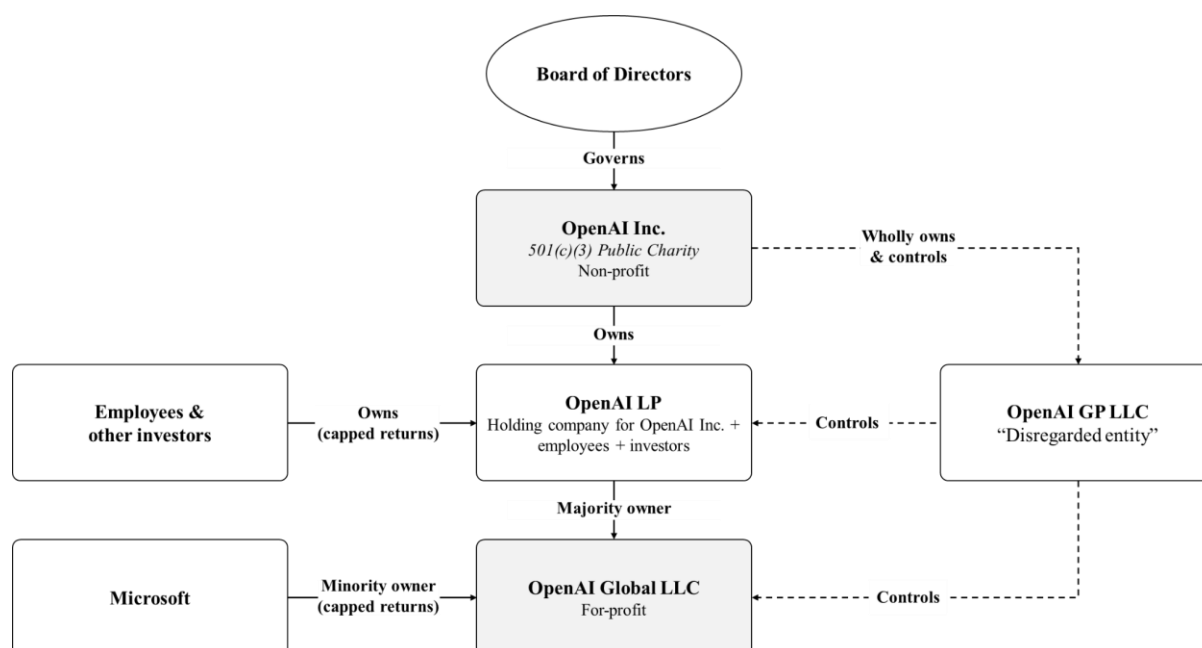 Board of Directors
Governs
OpenAI Inc.
501(c)(3) Public Charity
Non-profit
Wholly owns
& controls
Owns
Employees &
other investors
Owns
(capped returns)
OpenAI LP
Holding company for OpenAI Inc. +
employees + investors
Controls
OpenAI GP LLC
“Disregarded entity”
Majority owner
Microsoft
Minority owner
(capped returns)
OpenAI Global LLC
For-profit
Controls